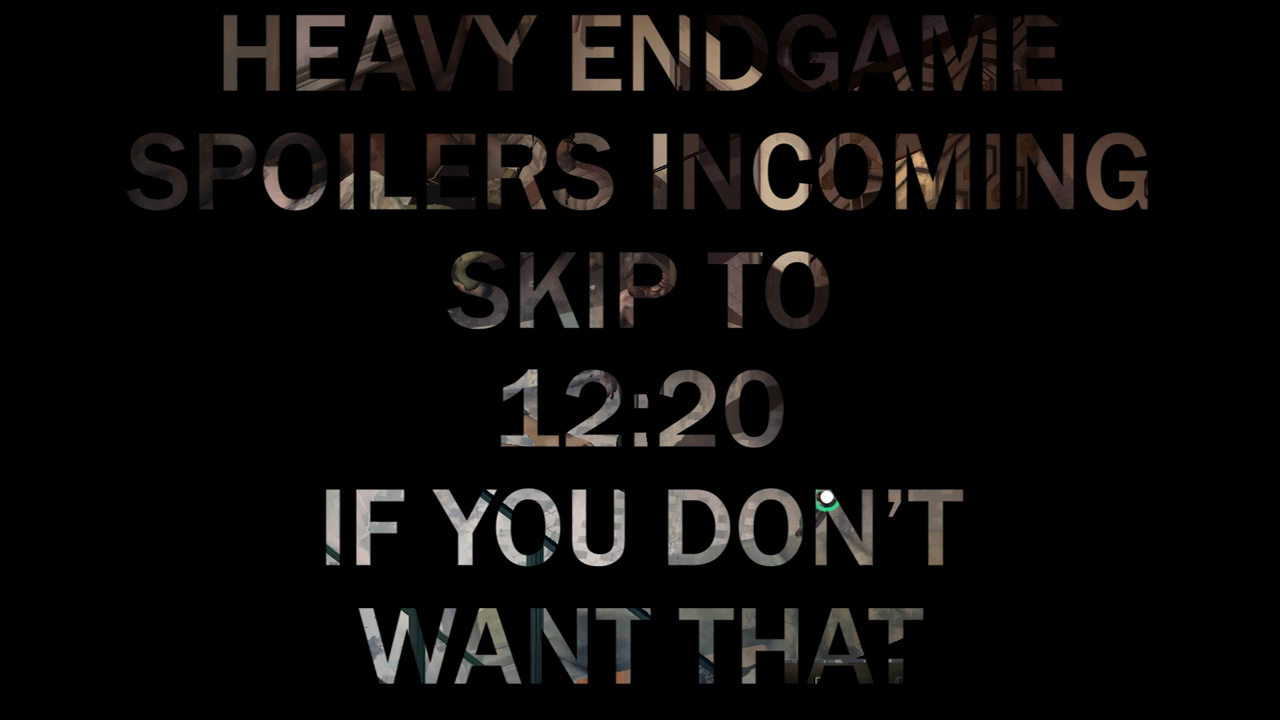 HEAVY ENDGAME
SPOILERS INCOMING
SKIP TO
12:20
IF YOU DON’T
WANT THAT